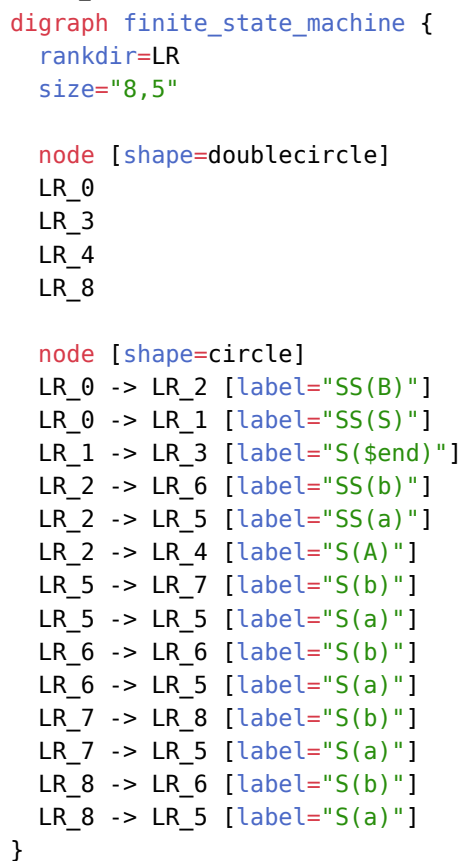 digraph finite_state_machine {
  rankdir=LR
  size="8,5"

  node [shape=doublecircle]
  LR_0
  LR_3
  LR_4
  LR_8

  node [shape=circle]
  LR_0 -> LR_2 [label="SS(B)"]
  LR_0 -> LR_1 [label="SS(S)"]
  LR_1 -> LR_3 [label="S($end)"]
  LR_2 -> LR_6 [label="SS(b)"]
  LR_2 -> LR_5 [label="SS(a)"]
  LR_2 -> LR_4 [label="S(A)"]
  LR_5 -> LR_7 [label="S(b)"]
  LR_5 -> LR_5 [label="S(a)"]
  LR_6 -> LR_6 [label="S(b)"]
  LR_6 -> LR_5 [label="S(a)"]
  LR_7 -> LR_8 [label="S(b)"]
  LR_7 -> LR_5 [label="S(a)"]
  LR_8 -> LR_6 [label="S(b)"]
  LR_8 -> LR_5 [label="S(a)"]
}